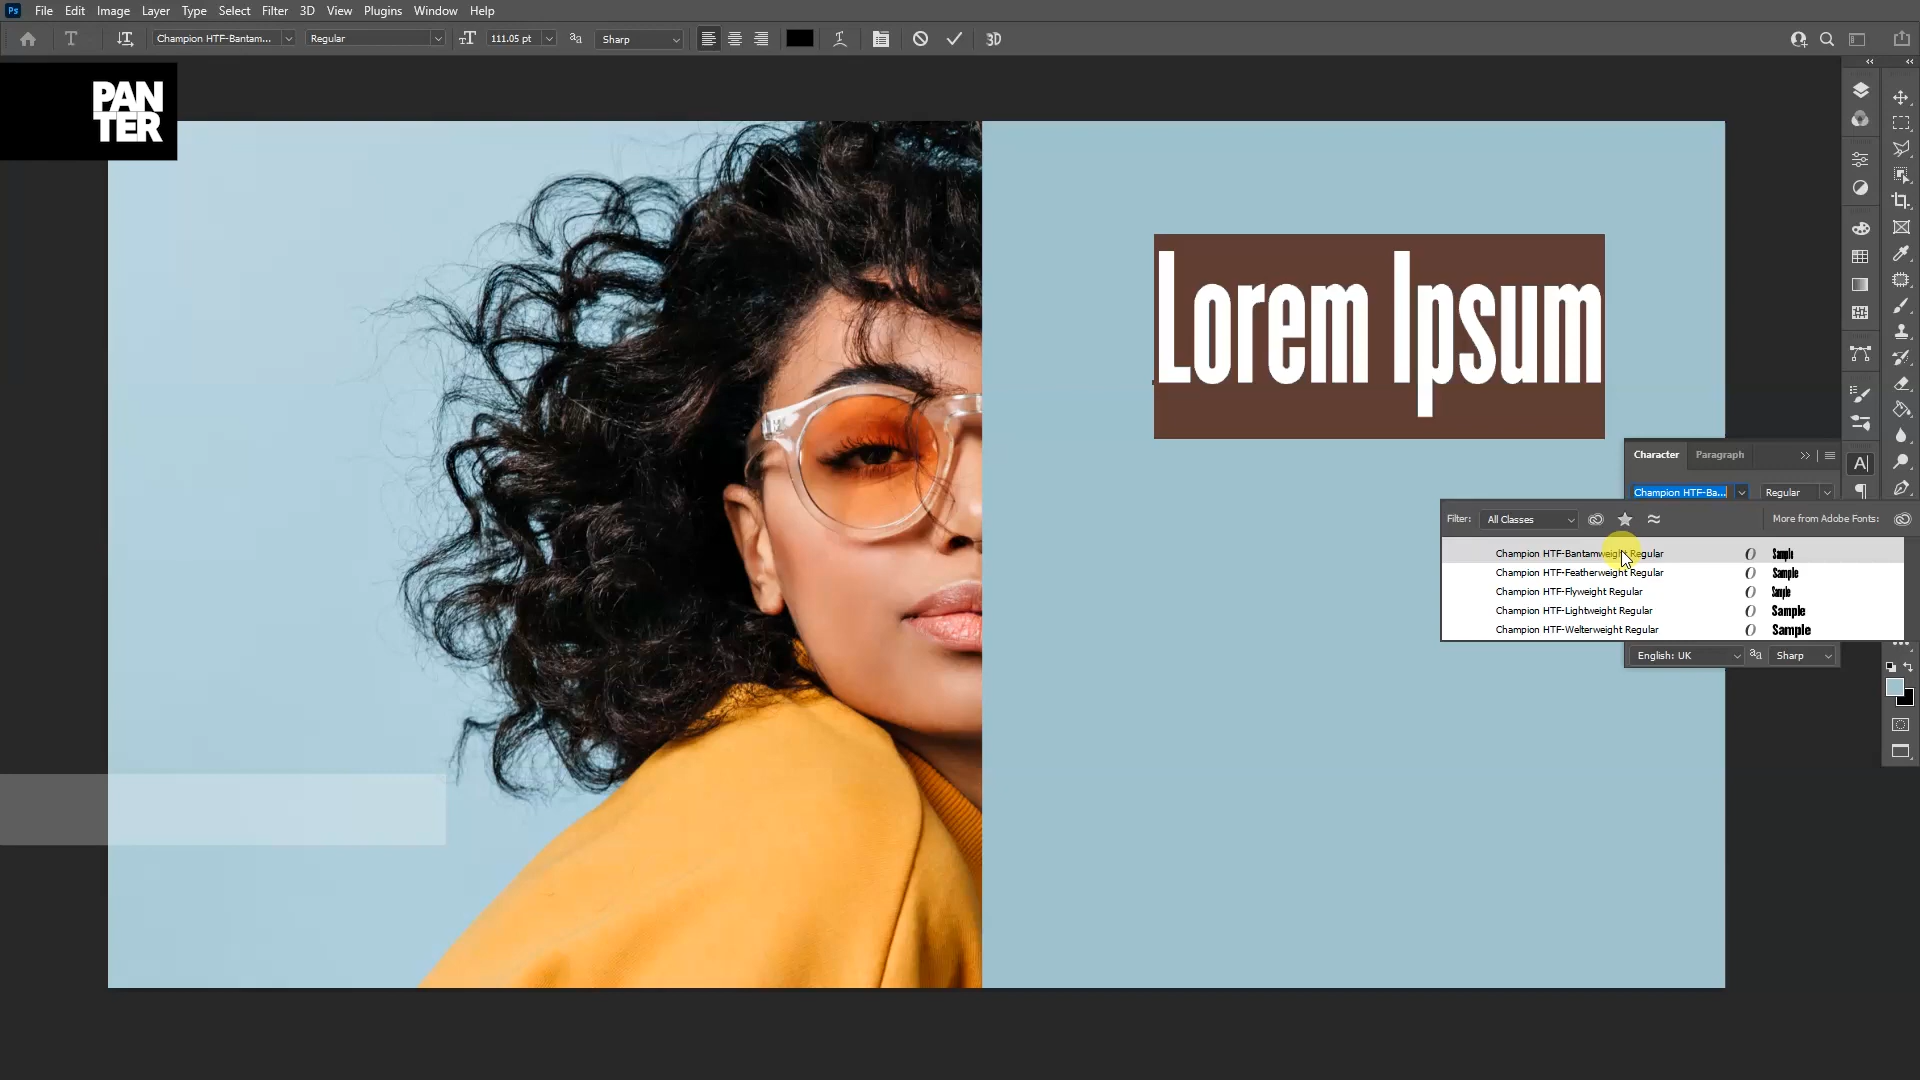 Ps File Edit Image Layer Type Select Filter 3D View Plugins Window Help
Champion HTF-Bantam... Regular 111.05 pt Sharp 3D
PAN
TER
Lorem Ipsum
Character Paragraph
Champion HTF-Ba... Regular
Filter: All Classes More from Adobe Fonts:
Champion HTF-Bantamweight Regular Sample
Champion HTF-Featherweight Regular Sample
Champion HTF-Flyweight Regular Sample
Champion HTF-Lightweight Regular Sample
Champion HTF-Welterweight Regular Sample
English: UK aa Sharp